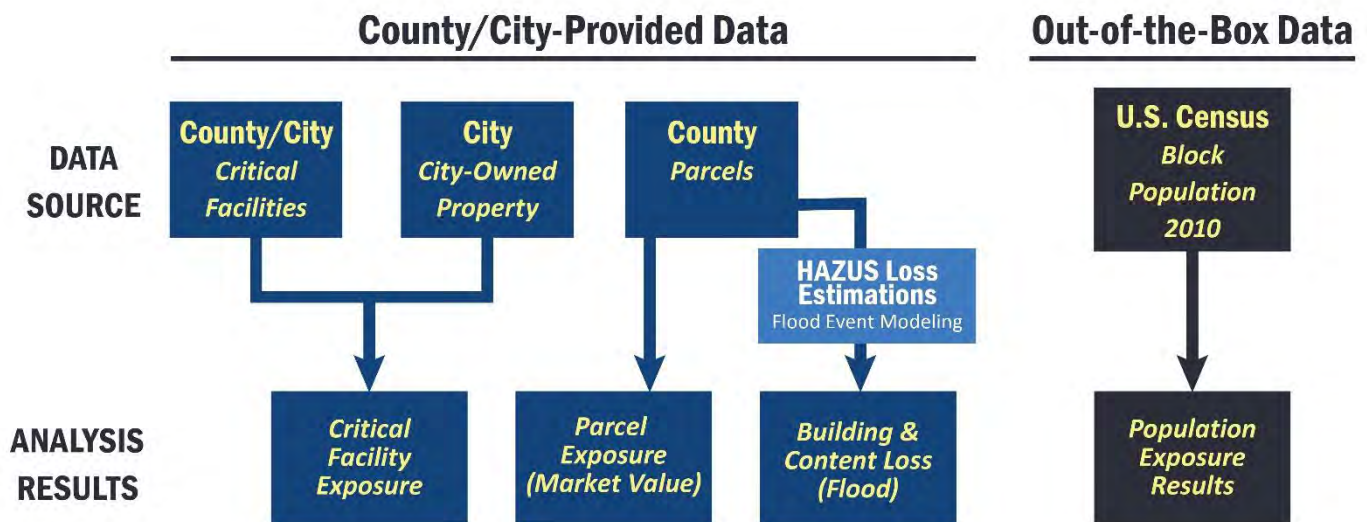 County/City-Provided Data
Out-of-the-Box Data
DATA
SOURCE
County/City
Critical
Facilities
City
City-Owned
Property
County
Parcels
U.S. Census
Block
Population
2010
HAZUS Loss
Estimations
Flood Event Modeling
ANALYSIS
RESULTS
Critical
Facility
Exposure
Parcel
Exposure
(Market Value)
Building &
Content Loss
(Flood)
Population
Exposure
Results